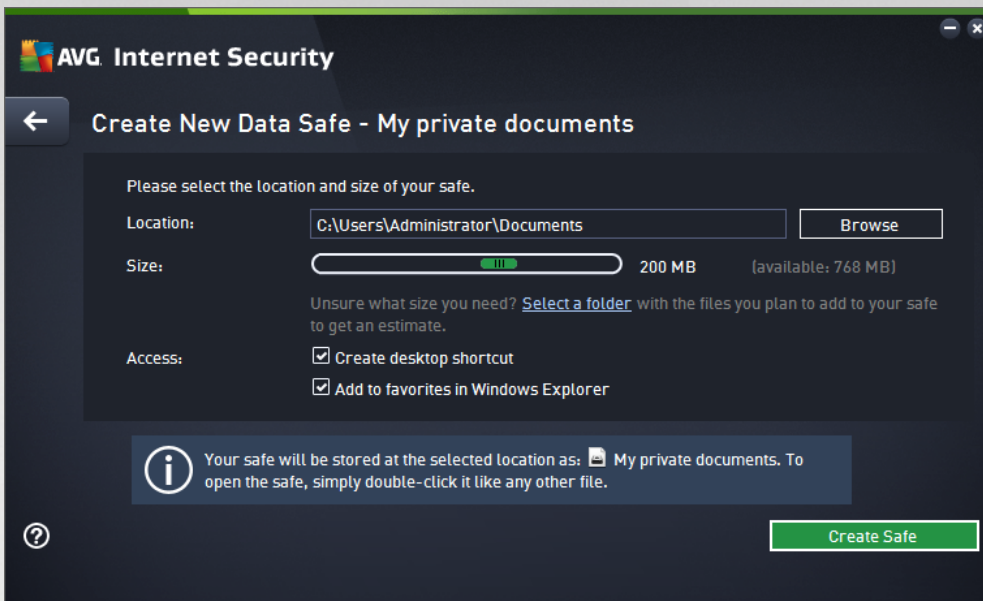 AVG. Internet Security
Create New Data Safe - My private documents
Please select the location and size of your safe.
Location:
C:\Users\Administrator\Documents
Browse
Size:
200 MB
(available: 768 MB)
Unsure what size you need? Select a folder with the files you plan to add to your safe
to get an estimate.
Access:
Create desktop shortcut
Add to favorites in Windows Explorer
Your safe will be stored at the selected location as: My private documents. To
open the safe, simply double-click it like any other file.
Create Safe